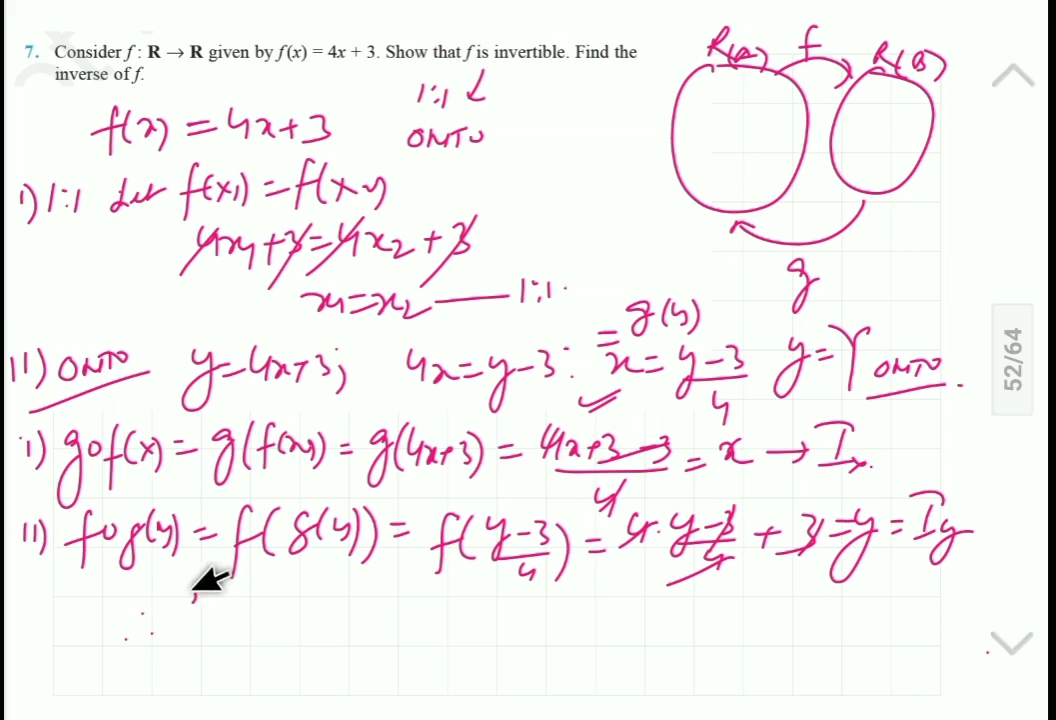 7. Consider f : R → R given by f(x) = 4x + 3. Show that f is invertible. Find the
inverse of f.
R(A) f R(B)
1:1
f(x) = 4x+3 ONTO
i) 1:1 Let f(x1) = f(x2)
4x1+3=4x2+3
x1=x2 — 1:1.
g
= g(y)
II) ONTO y=4x+3; 4x=y-3: x= y-3/4 y=Y ONTO.
i) gof(x) = g(f(x)) = g(4x+3) = 4x+3-3/4 = x → Ix.
II) fog(y) = f(g(y)) = f(y-3/4) = 4. y-3/4 + 3 = y = Iy
∴
52/64